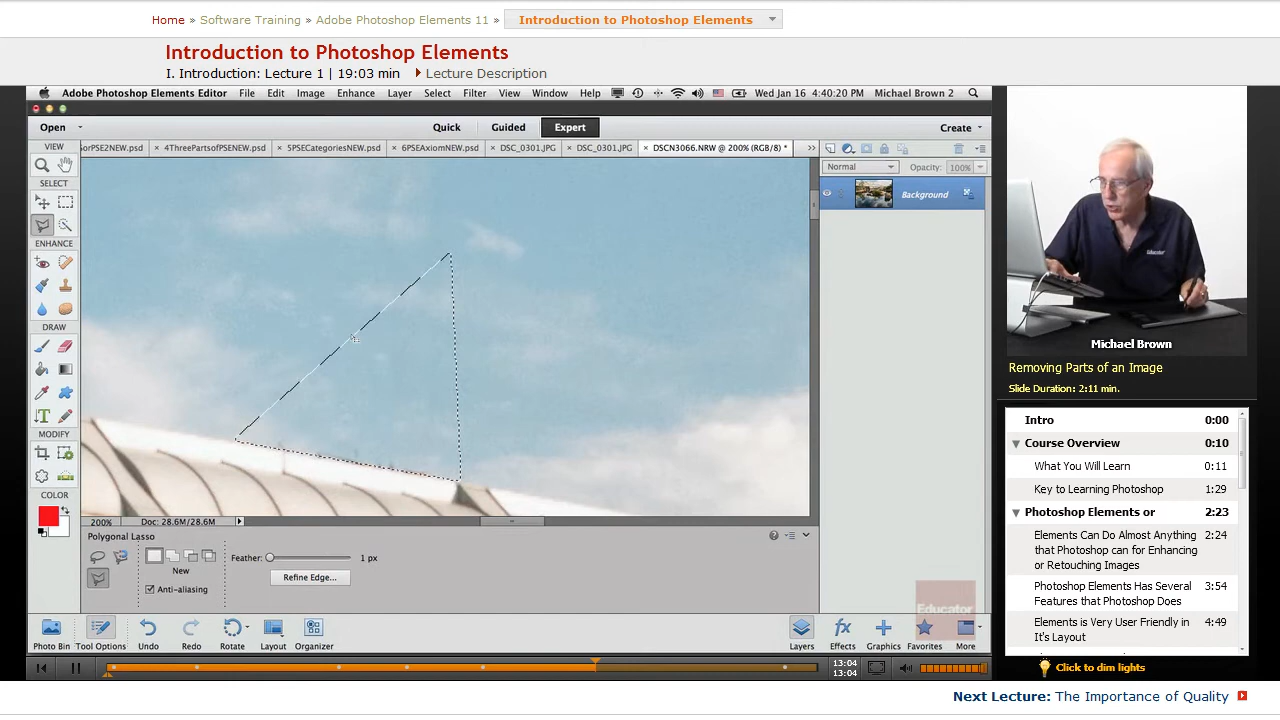 Home » Software Training » Adobe Photoshop Elements 11 » Introduction to Photoshop Elements
Introduction to Photoshop Elements
I. Introduction: Lecture 1 | 19:03 min Lecture Description
Adobe Photoshop Elements Editor File Edit Image Enhance Layer Select Filter View Window Help Wed Jan 16 4:40:20 PM Michael Brown 2
Open Quick Guided Expert Create
VIEW
orPSE2NEW.psd × 4ThreePartsofPSENEW.psd × 5PSECategoriesNEW.psd × 6PSEAxiomNEW.psd × DSC_0301.JPG × DSC_0301.JPG × DSCN3066.NRW @ 200% (RGB/8) * »
Normal Opacity: 100%
Background
SELECT
ENHANCE
DRAW
MODIFY
COLOR
200% Doc: 28.6M/28.6M
Polygonal Lasso
New
Anti-aliasing
Feather: 1 px
Refine Edge...
Educator
Photo Bin Tool Options Undo Redo Rotate Layout Organizer Layers Effects Graphics Favorites More
13:04
13:04
Educator
Michael Brown
Removing Parts of an Image
Slide Duration: 2:11 min.
Intro 0:00
Course Overview 0:10
What You Will Learn 0:11
Key to Learning Photoshop 1:29
Photoshop Elements or 2:23
Elements Can Do Almost Anything 2:24
that Photoshop can for Enhancing
or Retouching Images
Photoshop Elements Has Several 3:54
Features that Photoshop Does
Elements is Very User Friendly in 4:49
It's Layout
Click to dim lights
Next Lecture: The Importance of Quality